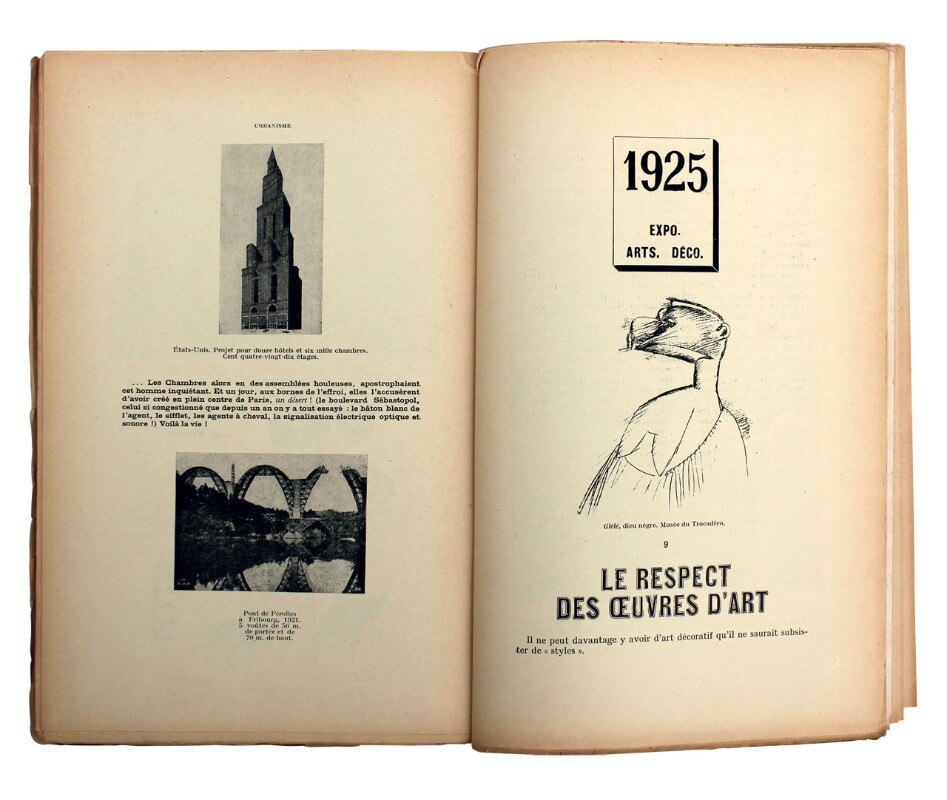 URBANISME
États-Unis. Projet pour douze hôtels et six mille chambres.
Cent quatre-vingt-dix étages.
... Les Chambres alors en des assemblées houleuses, apostrophaient
cet homme inquiétant. Et un jour, aux bornes de l'effroi, elles l'accusèrent
d'avoir créé en plein centre de Paris, un désert ! (le boulevard Sébastopol,
celui si congestionné que depuis un an on y a tout essayé : le bâton blanc de
l'agent, le sifflet, les agents à cheval, la signalisation électrique optique et
sonore !) Voilà la vie !
Pont de Pérolles
à Fribourg, 1921.
5 voûtes de 56 m.
de portée et de
70 m. de haut.
1925
EXPO.
ARTS. DÉCO.
Glélé, dieu nègre. Musée du Trocadéro.
9
LE RESPECT
DES ŒUVRES D'ART
Il ne peut davantage y avoir d'art décoratif qu'il ne saurait subsis-
ter de « styles ».